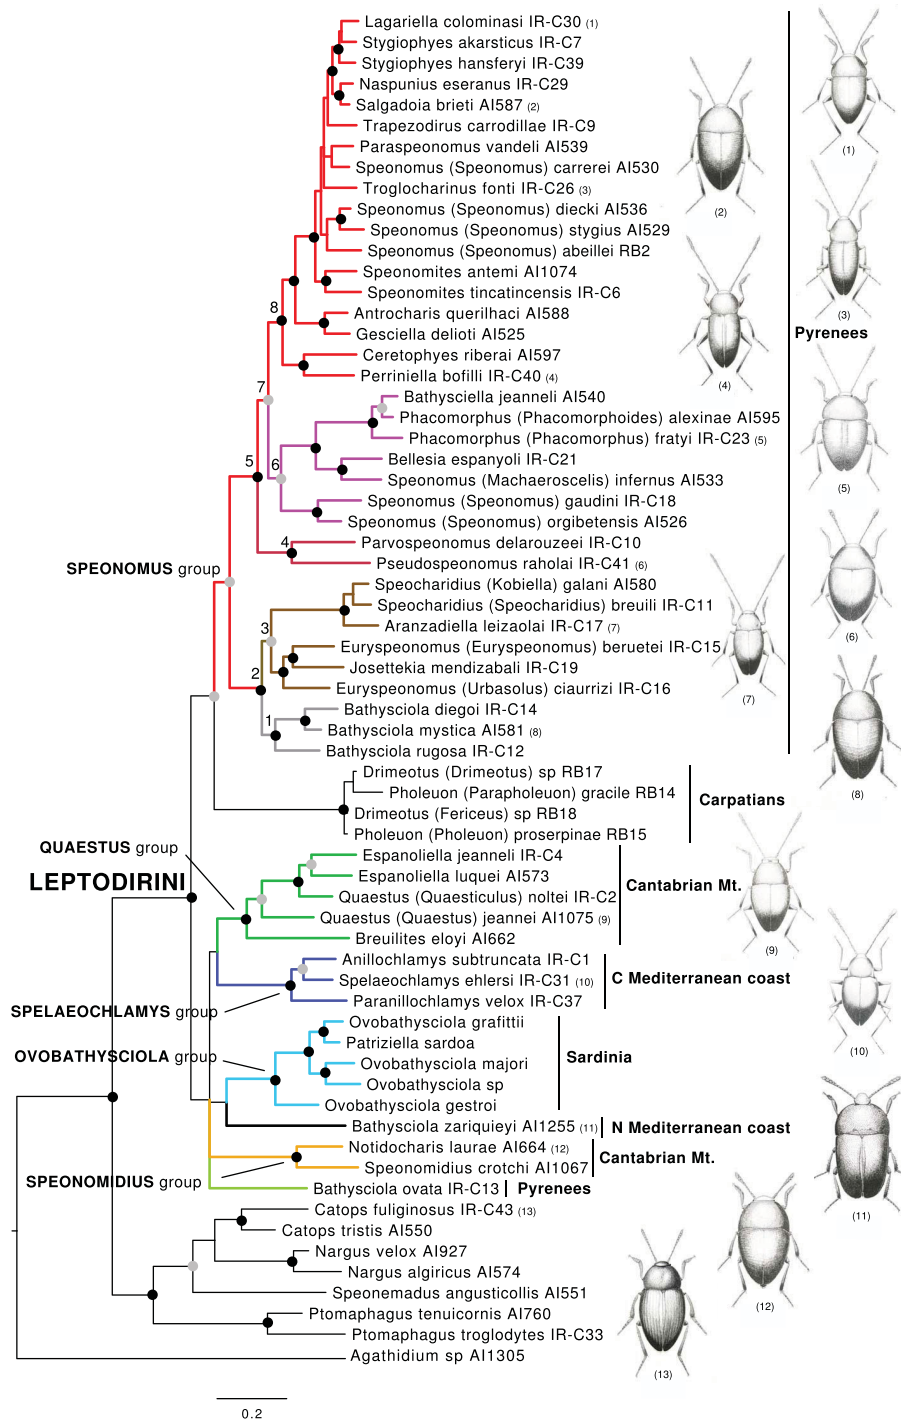 Lagariella colominasi IR-C30 (1)
Stygiophyes akarsticus IR-C7
Stygiophyes hansferyi IR-C39
Naspunius eseranus IR-C29
Salgadoia brieti AI587 (2)
Trapezodirus carrodillae IR-C9
Paraspeonomus vandeli AI539
Speonomus (Speonomus) carrerei AI530
Troglocharinus fonti IR-C26 (3)
Speonomus (Speonomus) diecki AI536
Speonomus (Speonomus) stygius AI529
Speonomus (Speonomus) abeillei RB2
Speonomites antemi AI1074
Speonomites tincatincensis IR-C6
8
Antrocharis querilhaci AI588
Gesciella delioti AI525
Ceretophyes riberai AI597
Perriniella bofilli IR-C40 (4)
7
Bathysciella jeanneli AI540
Phacomorphus (Phacomorphoides) alexinae AI595
Phacomorphus (Phacomorphus) fratyi IR-C23 (5)
5
6
Bellesia espanyoli IR-C21
Speonomus (Machaeroscelis) infernus AI533
Speonomus (Speonomus) gaudini IR-C18
Speonomus (Speonomus) orgibetensis AI526
4
Parvospeonomus delarouzeei IR-C10
Pseudospeonomus raholai IR-C41 (6)
SPEONOMUS group
Speocharidius (Kobiella) galani AI580
Speocharidius (Speocharidius) breuili IR-C11
Aranzadiella leizaolai IR-C17 (7)
3
Euryspeonomus (Euryspeonomus) beruetei IR-C15
Josettekia mendizabali IR-C19
2
Euryspeonomus (Urbasolus) ciaurrizi IR-C16
1
Bathysciola diegoi IR-C14
Bathysciola mystica AI581 (8)
Bathysciola rugosa IR-C12
Pyrenees
Drimeotus (Drimeotus) sp RB17
Pholeuon (Parapholeuon) gracile RB14
Drimeotus (Fericeus) sp RB18
Pholeuon (Pholeuon) proserpinae RB15
Carpatians
QUAESTUS group
LEPTODIRINI
Espanoliella jeanneli IR-C4
Espanoliella luquei AI573
Quaestus (Quaesticulus) noltei IR-C2
Quaestus (Quaestus) jeannei AI1075 (9)
Breuilites eloyi AI662
Cantabrian Mt.
Anillochlamys subtruncata IR-C1
Spelaeochlamys ehlersi IR-C31 (10)
Paranillochlamys velox IR-C37
C Mediterranean coast
SPELAEOCHLAMYS group
Ovobathysciola grafittii
Patriziella sardoa
Ovobathysciola majori
Ovobathysciola sp
Ovobathysciola gestroi
Sardinia
OVOBATHYSCIOLA group
Bathysciola zariquieyi AI1255 (11)
N Mediterranean coast
Notidocharis laurae AI664 (12)
Speonomidius crotchi AI1067
Cantabrian Mt.
SPEONOMIDIUS group
Bathysciola ovata IR-C13
Pyrenees
Catops fuliginosus IR-C43 (13)
Catops tristis AI550
Nargus velox AI927
Nargus algiricus AI574
Speonemadus angusticollis AI551
Ptomaphagus tenuicornis AI760
Ptomaphagus troglodytes IR-C33
Agathidium sp AI1305
0.2
(1)
(2)
(3)
(4)
(5)
(6)
(7)
(8)
(9)
(10)
(11)
(12)
(13)